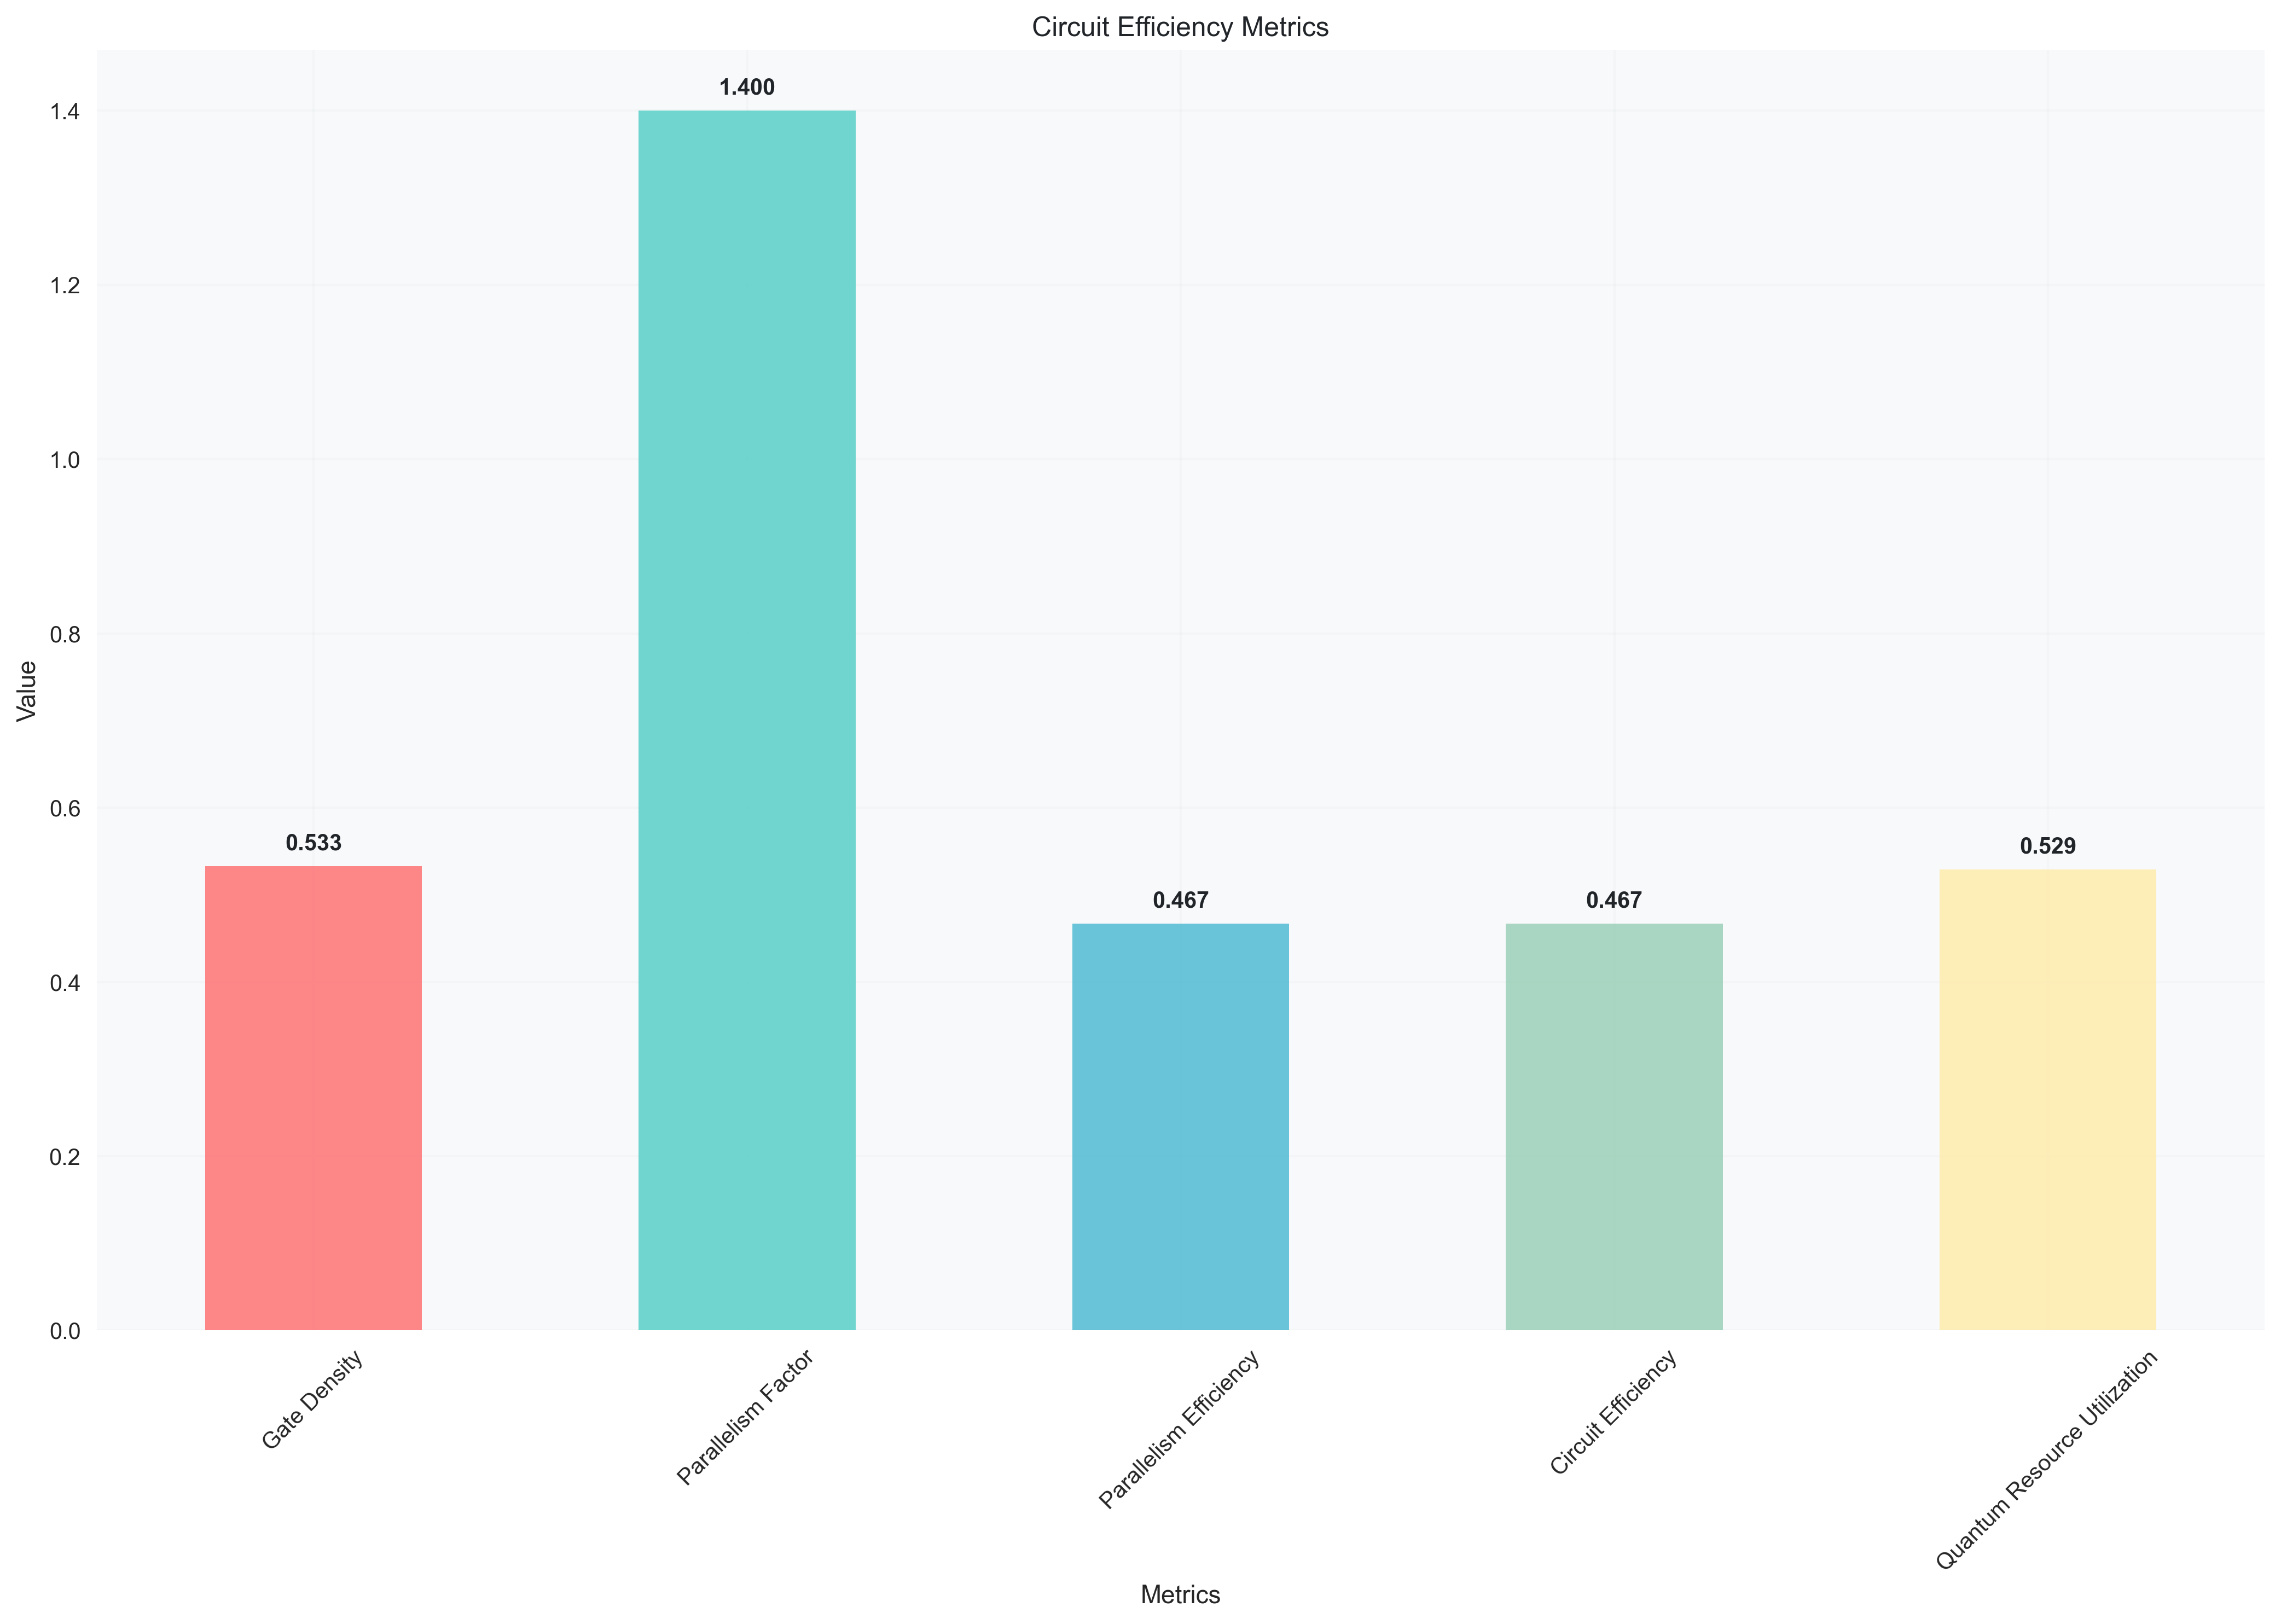 Circuit Efficiency Metrics
1.400
1.4
1.2
1.0
0.8
Value
0.6
0.533
0.529
0.467
0.467
0.4
0.2
0.0
Gate Density
Parallelism Factor
Parallelism Efficiency
Circuit Efficiency
Quantum Resource Utilization
Metrics